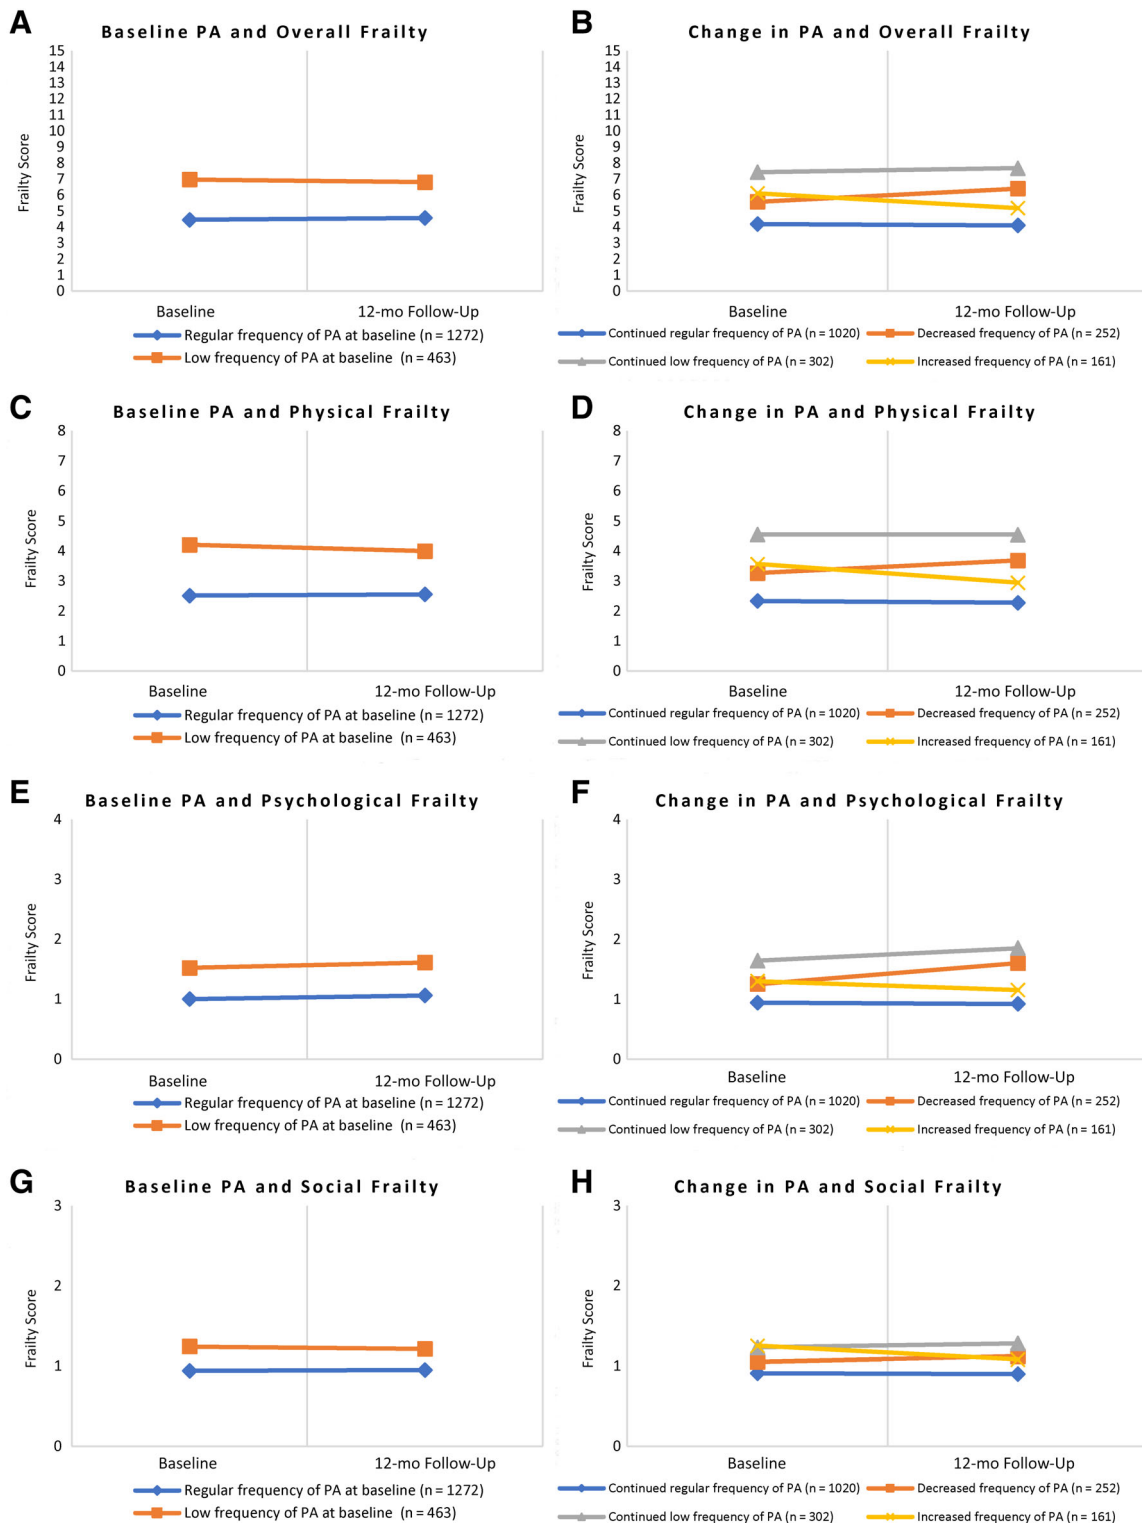 A
Baseline PA and Overall Frailty
15
14
13
12
11
10
9
8
7
6
5
4
3
2
1
0
Frailty Score
Baseline
12-mo Follow-Up
Regular frequency of PA at baseline (n = 1272)
Low frequency of PA at baseline (n = 463)
B
Change in PA and Overall Frailty
15
14
13
12
11
10
9
8
7
6
5
4
3
2
1
0
Frailty Score
Baseline
12-mo Follow-Up
Continued regular frequency of PA (n = 1020)
Decreased frequency of PA (n = 252)
Continued low frequency of PA (n = 302)
Increased frequency of PA (n = 161)
C
Baseline PA and Physical Frailty
8
7
6
5
4
3
2
1
0
Frailty Score
Baseline
12-mo Follow-Up
Regular frequency of PA at baseline (n = 1272)
Low frequency of PA at baseline (n = 463)
D
Change in PA and Physical Frailty
8
7
6
5
4
3
2
1
0
Frailty Score
Baseline
12-mo Follow-Up
Continued regular frequency of PA (n = 1020)
Decreased frequency of PA (n = 252)
Continued low frequency of PA (n = 302)
Increased frequency of PA (n = 161)
E
Baseline PA and Psychological Frailty
4
3
2
1
0
Frailty Score
Baseline
12-mo Follow-Up
Regular frequency of PA at baseline (n = 1272)
Low frequency of PA at baseline (n = 463)
F
Change in PA and Psychological Frailty
4
3
2
1
0
Frailty Score
Baseline
12-mo Follow-Up
Continued regular frequency of PA (n = 1020)
Decreased frequency of PA (n = 252)
Continued low frequency of PA (n = 302)
Increased frequency of PA (n = 161)
G
Baseline PA and Social Frailty
3
2
1
0
Frailty Score
Baseline
12-mo Follow-Up
Regular frequency of PA at baseline (n = 1272)
Low frequency of PA at baseline (n = 463)
H
Change in PA and Social Frailty
3
2
1
0
Frailty Score
Baseline
12-mo Follow-Up
Continued regular frequency of PA (n = 1020)
Decreased frequency of PA (n = 252)
Continued low frequency of PA (n = 302)
Increased frequency of PA (n = 161)